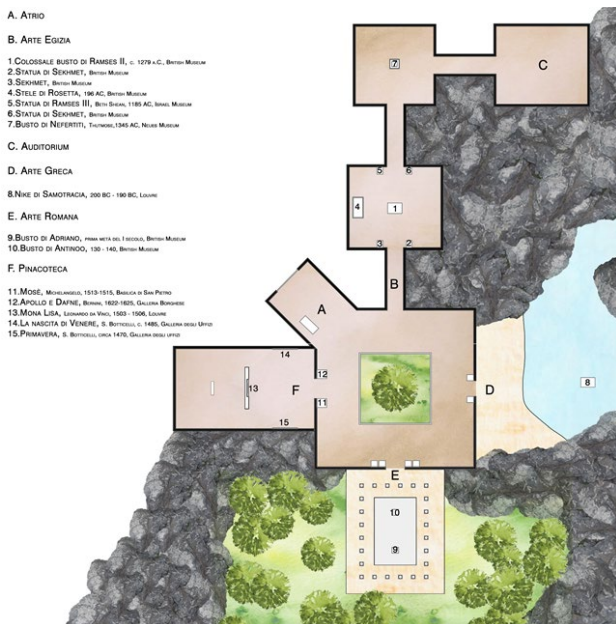 A. Atrio
B. Arte Egizia
1.Colossale busto di Ramses II, c. 1279 a.C., British Museum
2.Statua di Sekhmet, British Museum
3.Sekhmet, British Museum
4.Stele di Rosetta, 196 AC, British Museum
5.Statua di Ramses III, Beth Shean, 1185 AC, Israel Museum
6.Statua di Sekhmet, British Museum
7.Busto di Nefertiti, Thutmose,1345 AC, Neues Museum
C. Auditorium
D. Arte Greca
8.Nike di Samotracia, 200 BC - 190 BC, Louvre
E. Arte Romana
9.Busto di Adriano, prima metà del I secolo, British Museum
10.Busto di Antinoo, 130 - 140, British Museum
F. Pinacoteca
11.Mosè, Michelangelo, 1513-1515, Basilica di San Pietro
12.Apollo e Dafne, Bernini, 1622-1625, Galleria Borghese
13.Mona Lisa, Leonardo da Vinci, 1503 - 1506, Louvre
14.La nascita di Venere, S. Botticelli, c. 1485, Galleria degli Uffizi
15.Primavera, S. Botticelli, circa 1470, Galleria degli uffizi
7
C
5
6
4
1
3
2
B
A
14
12
13
F
D
8
11
15
E
10
9